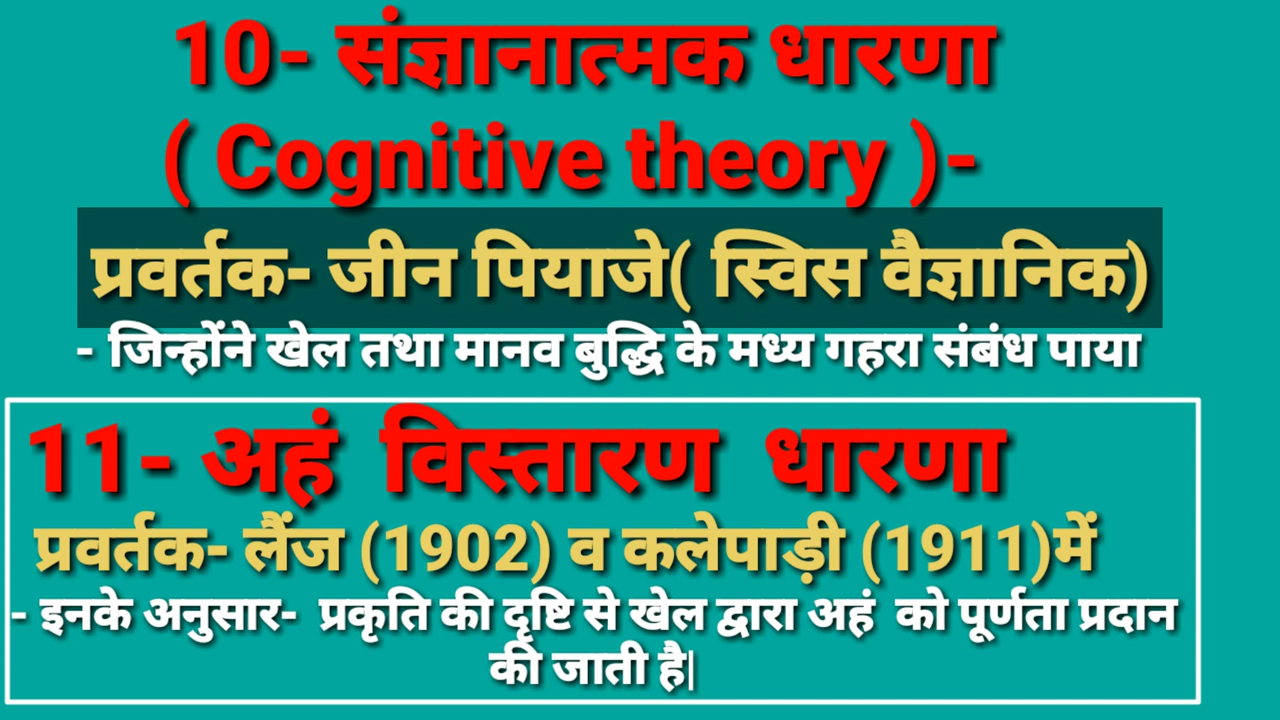 10- संज्ञानात्मक धारणा
( Cognitive theory )-
प्रवर्तक- जीन पियाजे( स्विस वैज्ञानिक)
- जिन्होंने खेल तथा मानव बुद्धि के मध्य गहरा संबंध पाया
11- अहं विस्तारण धारणा
प्रवर्तक- लैंज (1902) व कलेपाड़ी (1911)में
- इनके अनुसार- प्रकृति की दृष्टि से खेल द्वारा अहं को पूर्णता प्रदान
की जाती है|